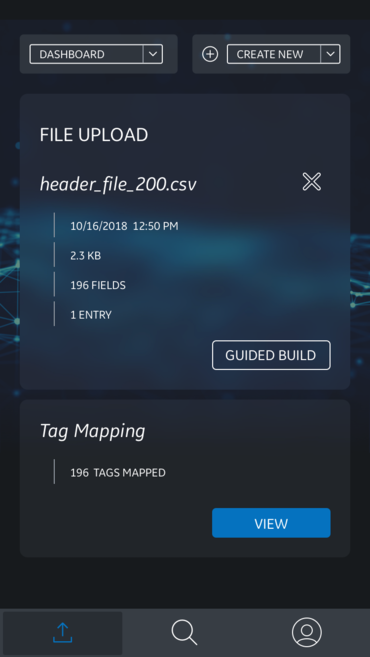 DASHBOARD
CREATE NEW
FILE UPLOAD
header_file_200.csv
10/16/2018 12:50 PM
2.3 KB
196 FIELDS
1 ENTRY
GUIDED BUILD
Tag Mapping
196 TAGS MAPPED
VIEW